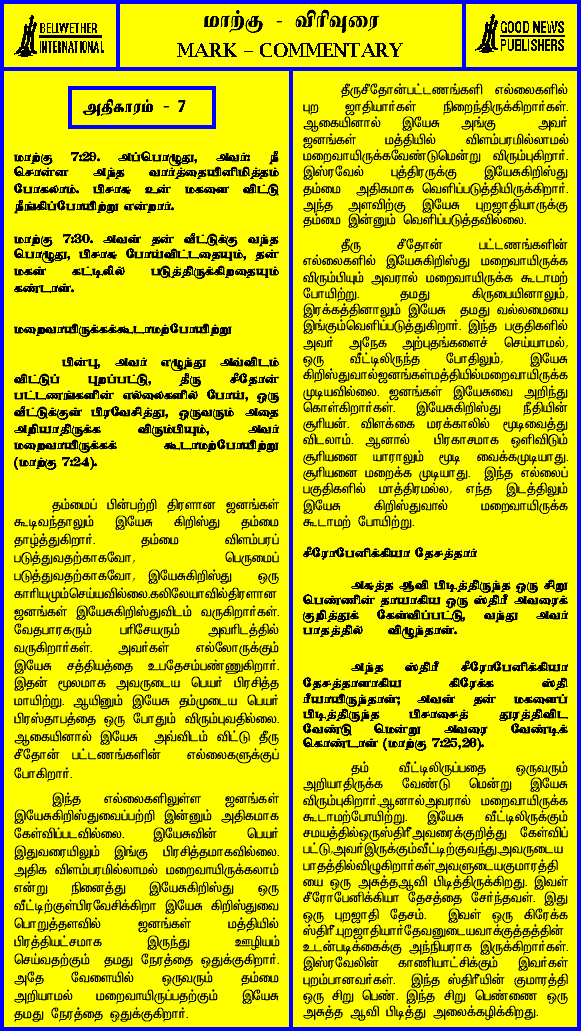 BELWETHER
INTERNATIONAL
மாற்கு - விரிவுரை
MARK – COMMENTARY
GOOD NEWS
PUBLISHERS
அதிகாரம் - 7
மாற்கு 7:29. அப்பொழுது, அவர்: நீ
சொன்ன அந்த வார்த்தையினிமித்தம்
போகலாம். பிசாசு உன் மகளை விட்டு
நீங்கிப்போயிற்று என்றார்.
மாற்கு 7:30. அவள் தன் வீட்டுக்கு வந்த
பொழுது, பிசாசு போய்விட்டதையும், தன்
மகள் கட்டிலில் படுத்திருக்கிறதையும்
கண்டாள்.
மறைவாயிருக்கக்கூடாமற்போயிற்று
பின்பு, அவர் எழுந்து அவ்விடம்
விட்டுப் புறப்பட்டு, தீரு சீதோன்
பட்டணங்களின் எல்லைகளில் போய், ஒரு
வீட்டுக்குள் பிரவேசித்து, ஒருவரும் அதை
அறியாதிருக்க விரும்பியும், அவர்
மறைவாயிருக்கக் கூடாமற்போயிற்று
(மாற்கு 7:24).
தம்மைப் பின்பற்றி திரளான ஜனங்கள்
கூடிவந்தாலும் இயேசு கிறிஸ்து தம்மை
தாழ்த்துகிறார். தம்மை விளம்பரப்
படுத்துவதற்காகவோ, பெருமைப்
படுத்துவதற்காகவோ, இயேசுகிறிஸ்து ஒரு
காரியமும்செய்யவில்லை.கலிலேயாவில்திரளான
ஜனங்கள் இயேசுகிறிஸ்துவிடம் வருகிறார்கள்.
வேதபாரகரும் பரிசேயரும் அவரிடத்தில்
வருகிறார்கள். அவர்கள் எல்லோருக்கும்
இயேசு சத்தியத்தை உபதேசம்பண்ணுகிறார்.
இதன் மூலமாக அவருடைய பெயர் பிரசித்த
மாயிற்று. ஆயினும் இயேசு தம்முடைய பெயர்
பிரஸ்தாபத்தை ஒரு போதும் விரும்புவதில்லை.
ஆகையினால் இயேசு அவ்விடம் விட்டு தீரு
சீதோன் பட்டணங்களின் எல்லைகளுக்குப்
போகிறார்.
இந்த எல்லைகளிலுள்ள ஜனங்கள்
இயேசுகிறிஸ்துவைப்பற்றி இன்னும் அதிகமாக
கேள்விப்படவில்லை. இயேசுவின் பெயர்
இதுவரையிலும் இங்கு பிரசித்தமாகவில்லை.
அதிக விளம்பரமில்லாமல் மறைவாயிருக்கலாம்
என்று நினைத்து இயேசுகிறிஸ்து ஒரு
வீட்டிற்குள்பிரவேசிக்கிறா இயேசு கிறிஸ்துவை
பொறுத்தளவில் ஜனங்கள் மத்தியில்
பிரத்தியட்சமாக இருந்து ஊழியம்
செய்வதற்கும் தமது நேரத்தை ஒதுக்குகிறார்.
அதே வேளையில் ஒருவரும் தம்மை
அறியாமல் மறைவாயிருப்பதற்கும் இயேசு
தமது நேரத்தை ஒதுக்குகிறார்.
தீருசீதோன்பட்டணங்களி எல்லைகளில்
புற ஜாதியார்கள் நிறைந்திருக்கிறார்கள்.
ஆகையினால் இயேசு அங்கு அவர்
ஜனங்கள் மத்தியில் விளம்பரமில்லாமல்
மறைவாயிருக்கவேண்டுமென்று விரும்புகிறார்.
இஸ்ரவேல் புத்திரருக்கு இயேசுகிறிஸ்து
தம்மை அதிகமாக வெளிப்படுத்தியிருக்கிறார்.
அந்த அளவிற்கு இயேசு புறஜாதியாருக்கு
தம்மை இன்னும் வெளிப்படுத்தவில்லை.
தீரு சீதோன் பட்டணங்களின்
எல்லைகளில் இயேசுகிறிஸ்து மறைவாயிருக்க
விரும்பியும் அவரால் மறைவாயிருக்க கூடாமற்
போயிற்று. தமது கிருபையினாலும்,
இரக்கத்தினாலும் இயேசு தமது வல்லமையை
இங்கும்வெளிப்படுத்துகிறார். இந்த பகுதிகளில்
அவர் அநேக அற்புதங்களைச் செய்யாமல்,
ஒரு வீட்டிலிருந்த போதிலும், இயேசு
கிறிஸ்துவால்ஜனங்கள்மத்தியில்மறைவாயிருக்க
முடியவில்லை. ஜனங்கள் இயேசுவை அறிந்து
கொள்கிறார்கள். இயேசுகிறிஸ்து நீதியின்
சூரியன். விளக்கை மரக்காலில் மூடிவைத்து
விடலாம். ஆனால் பிரகாசமாக ஒளிவிடும்
சூரியனை யாராலும் மூடி வைக்கமுடியாது.
சூரியனை மறைக்க முடியாது. இந்த எல்லைப்
பகுதிகளில் மாத்திரமல்ல, எந்த இடத்திலும்
இயேசு கிறிஸ்துவால் மறைவாயிருக்க
கூடாமற் போயிற்று.
சீரோபேனிக்கியா தேசத்தார்
அசுத்த ஆவி பிடித்திருந்த ஒரு சிறு
பெண்ணின் தாயாகிய ஒரு ஸ்திரீ அவரைக்
குறித்துக் கேள்விப்பட்டு, வந்து அவர்
பாதத்தில் விழுந்தாள்.
அந்த ஸ்திரீ சீரோபேனிக்கியா
தேசத்தாளாகிய கிரேக்க ஸ்தி
ரீயாயிருந்தாள்; அவள் தன் மகளைப்
பிடித்திருந்த பிசாசைத் துரத்திவிட
வேண்டு மென்று அவரை வேண்டிக்
கொண்டாள் (மாற்கு 7:25,26).
தம் வீட்டிலிருப்பதை ஒருவரும்
அறியாதிருக்க வேண்டு மென்று இயேசு
விரும்புகிறார்.ஆனால்அவரால் மறைவாயிருக்க
கூடாமற்போயிற்று. இயேசு வீட்டிலிருக்கும்
சமயத்தில்ஒருஸ்திரீஅவரைக்குறித்து கேள்விப்
பட்டு,அவர்இருக்கும்வீட்டிற்குவந்து,அவருடைய
பாதத்தில்விழுகிறார்கள்அவளுடையகுமாரத்தி
யை ஒரு அசுத்தஆவி பிடித்திருக்கிறது. இவள்
சீரோபேனிக்கியா தேசத்தை சேர்ந்தவள். இது
ஒரு புறஜாதி தேசம். இவள் ஒரு கிரேக்க
ஸ்திரீ.புறஜாதியார்தேவனுடையவாக்குத்தத்தின்
உடன்படிக்கைக்கு அந்நியராக இருக்கிறார்கள்.
இஸ்ரவேலின் காணியாட்சிக்கும் இவர்கள்
புறம்பானவர்கள். இந்த ஸ்திரீயின் குமாரத்தி
ஒரு சிறு பெண். இந்த சிறு பெண்ணை ஒரு
அசுத்த ஆவி பிடித்து அலைக்கழிக்கிறது.